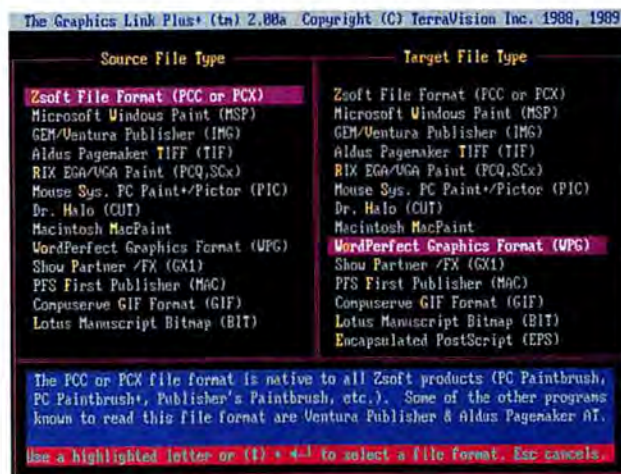 The Graphics Link Plus+ (tm) 2.00a Copyright (C) TerraVision Inc. 1988, 1989
Source File Type
Zsoft File Format (PCC or PCX)
Microsoft Windows Paint (MSP)
GEM/Ventura Publisher (IMG)
Aldus Pagemaker TIFF (TIF)
RIX EGA/VGA Paint (PCQ,SCx)
Mouse Sys. PC Paint+/Pictor (PIC)
Dr. Halo (CUT)
Macintosh MacPaint
WordPerfect Graphics Format (WPG)
Show Partner /FX (GX1)
PFS First Publisher (MAC)
Compuserve GIF Format (GIF)
Lotus Manuscript Bitmap (BIT)
Target File Type
Zsoft File Format (PCC or PCX)
Microsoft Windows Paint (MSP)
GEM/Ventura Publisher (IMG)
Aldus Pagemaker TIFF (TIF)
RIX EGA/VGA Paint (PCQ,SCx)
Mouse Sys. PC Paint+/Pictor (PIC)
Dr. Halo (CUT)
Macintosh MacPaint
WordPerfect Graphics Format (WPG)
Show Partner /FX (GX1)
PFS First Publisher (MAC)
Compuserve GIF Format (GIF)
Lotus Manuscript Bitmap (BIT)
Encapsulated PostScript (EPS)
The PCC or PCX file format is native to all Zsoft products (PC Paintbrush,
PC Paintbrush+, Publisher's Paintbrush, etc.). Some of the other programs
known to read this file format are Ventura Publisher & Aldus Pagemaker AT.
Use a highlighted letter or (↕) + ◄─┘ to select a file format. Esc cancels.